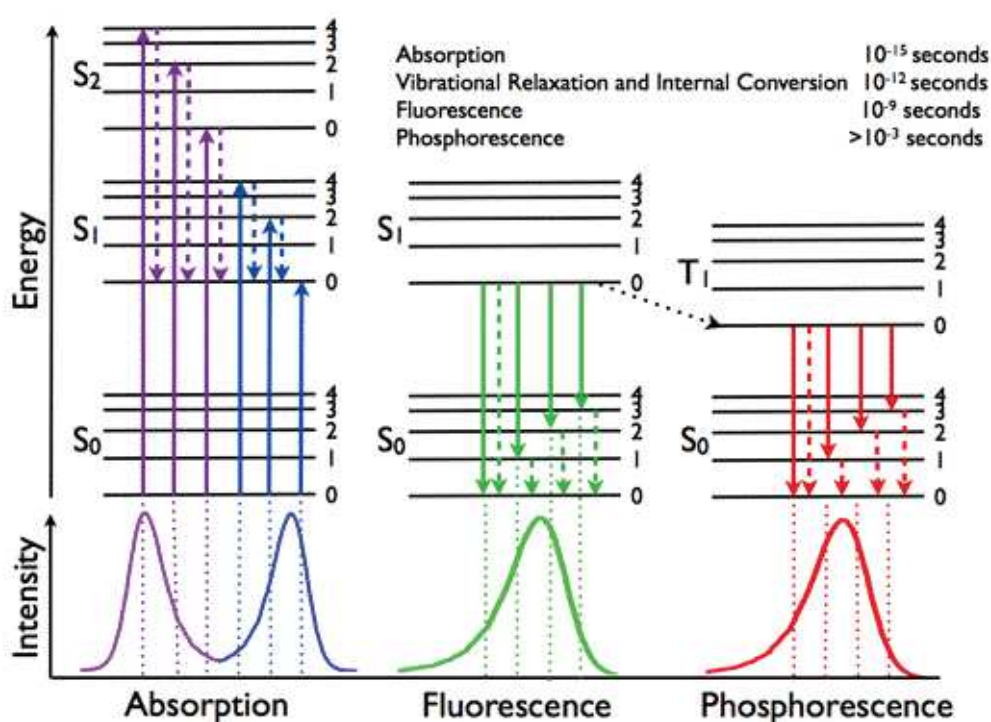 Absorption 10⁻¹⁵ seconds
Vibrational Relaxation and Internal Conversion 10⁻¹² seconds
Fluorescence 10⁻⁹ seconds
Phosphorescence >10⁻³ seconds
Energy
S₂
4
3
2
1
0
S₁
4
3
2
1
0
S₀
4
3
2
1
0
S₁
4
3
2
1
0
S₀
4
3
2
1
0
T₁
4
3
2
1
0
S₀
4
3
2
1
0
Intensity
Absorption
Fluorescence
Phosphorescence